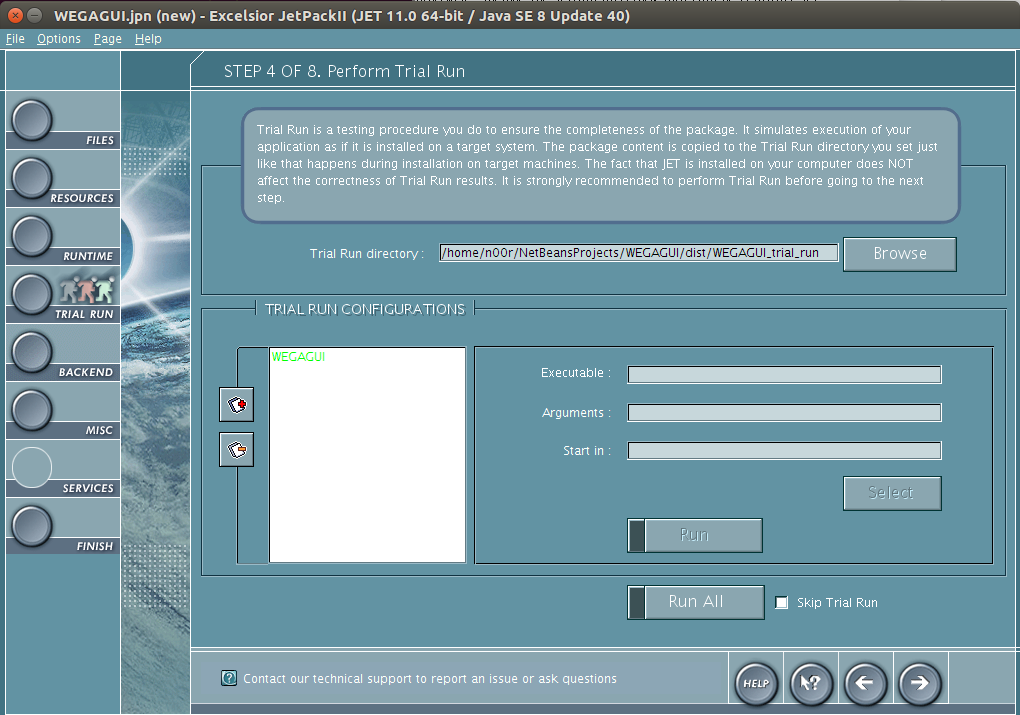 WEGAGUI.jpn (new) - Excelsior JetPackII (JET 11.0 64-bit / Java SE 8 Update 40)
File Options Page Help
STEP 4 OF 8. Perform Trial Run
FILES
RESOURCES
RUNTIME
TRIAL RUN
BACKEND
MISC
SERVICES
FINISH
Trial Run is a testing procedure you do to ensure the completeness of the package. It simulates execution of your
application as if it is installed on a target system. The package content is copied to the Trial Run directory you set just
like that happens during installation on target machines. The fact that JET is installed on your computer does NOT
affect the correctness of Trial Run results. It is strongly recommended to perform Trial Run before going to the next
step.
Trial Run directory : /home/n00r/NetBeansProjects/WEGAGUI/dist/WEGAGUI_trial_run Browse
TRIAL RUN CONFIGURATIONS
WEGAGUI
Executable :
Arguments :
Start in :
Select
Run
Run All Skip Trial Run
? Contact our technical support to report an issue or ask questions
HELP ?